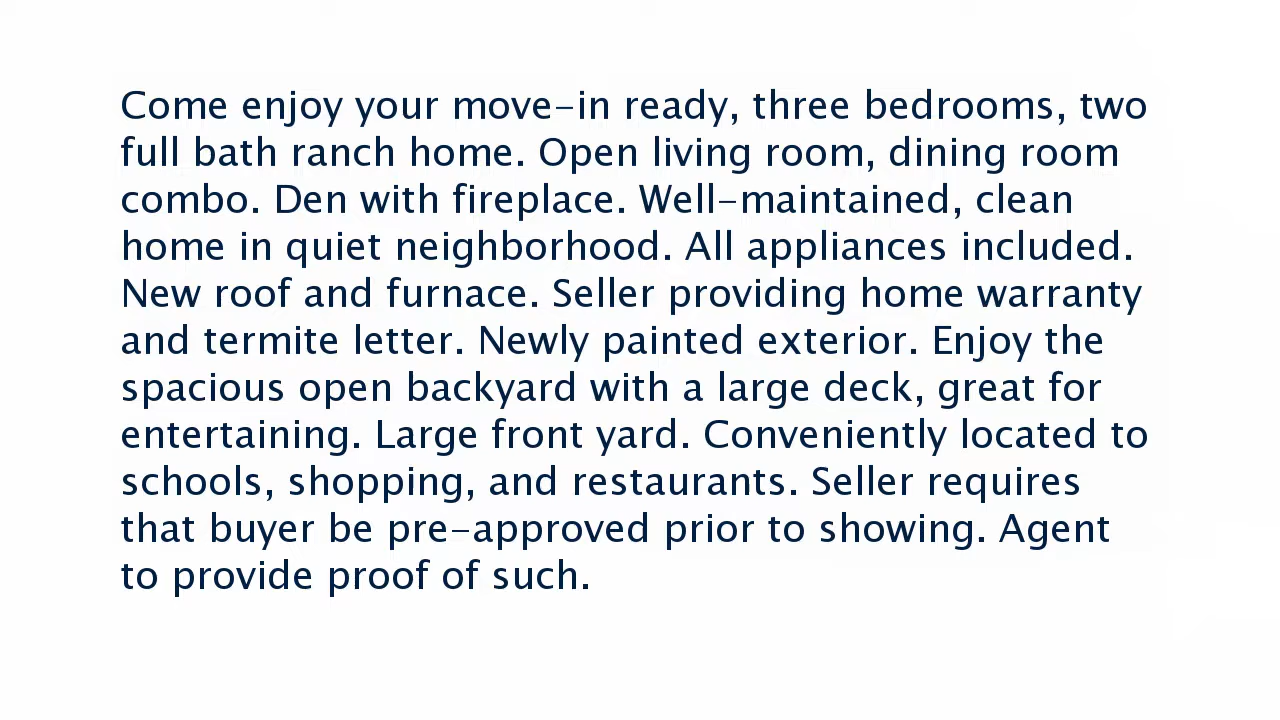 Come enjoy your move-in ready, three bedrooms, two
full bath ranch home. Open living room, dining room
combo. Den with fireplace. Well-maintained, clean
home in quiet neighborhood. All appliances included.
New roof and furnace. Seller providing home warranty
and termite letter. Newly painted exterior. Enjoy the
spacious open backyard with a large deck, great for
entertaining. Large front yard. Conveniently located to
schools, shopping, and restaurants. Seller requires
that buyer be pre-approved prior to showing. Agent
to provide proof of such.